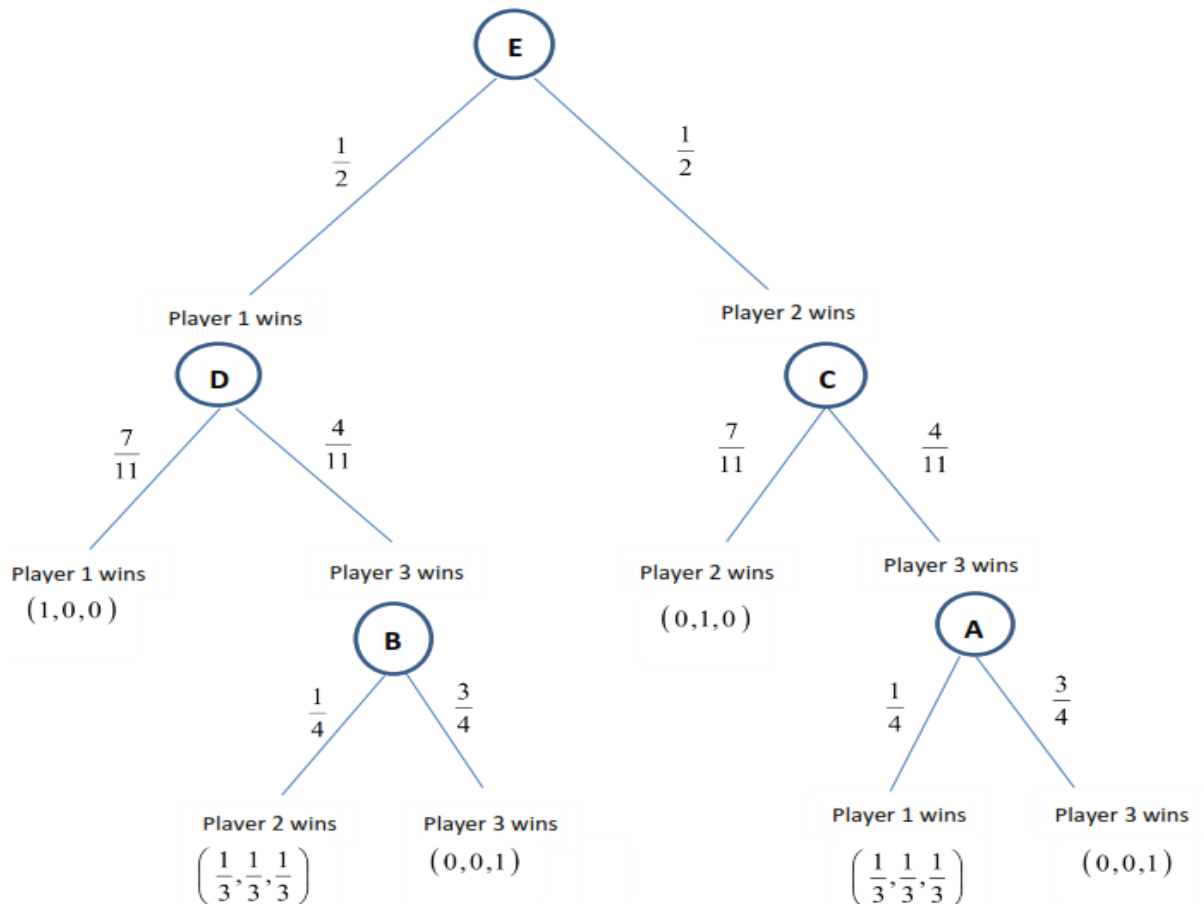 E
1/2 1/2
Player 1 wins Player 2 wins
D C
7/11 4/11 7/11 4/11
Player 1 wins Player 3 wins Player 2 wins Player 3 wins
(1,0,0) (0,1,0)
B A
1/4 3/4 1/4 3/4
Player 2 wins Player 3 wins Player 1 wins Player 3 wins
(1/3,1/3,1/3) (0,0,1) (1/3,1/3,1/3) (0,0,1)